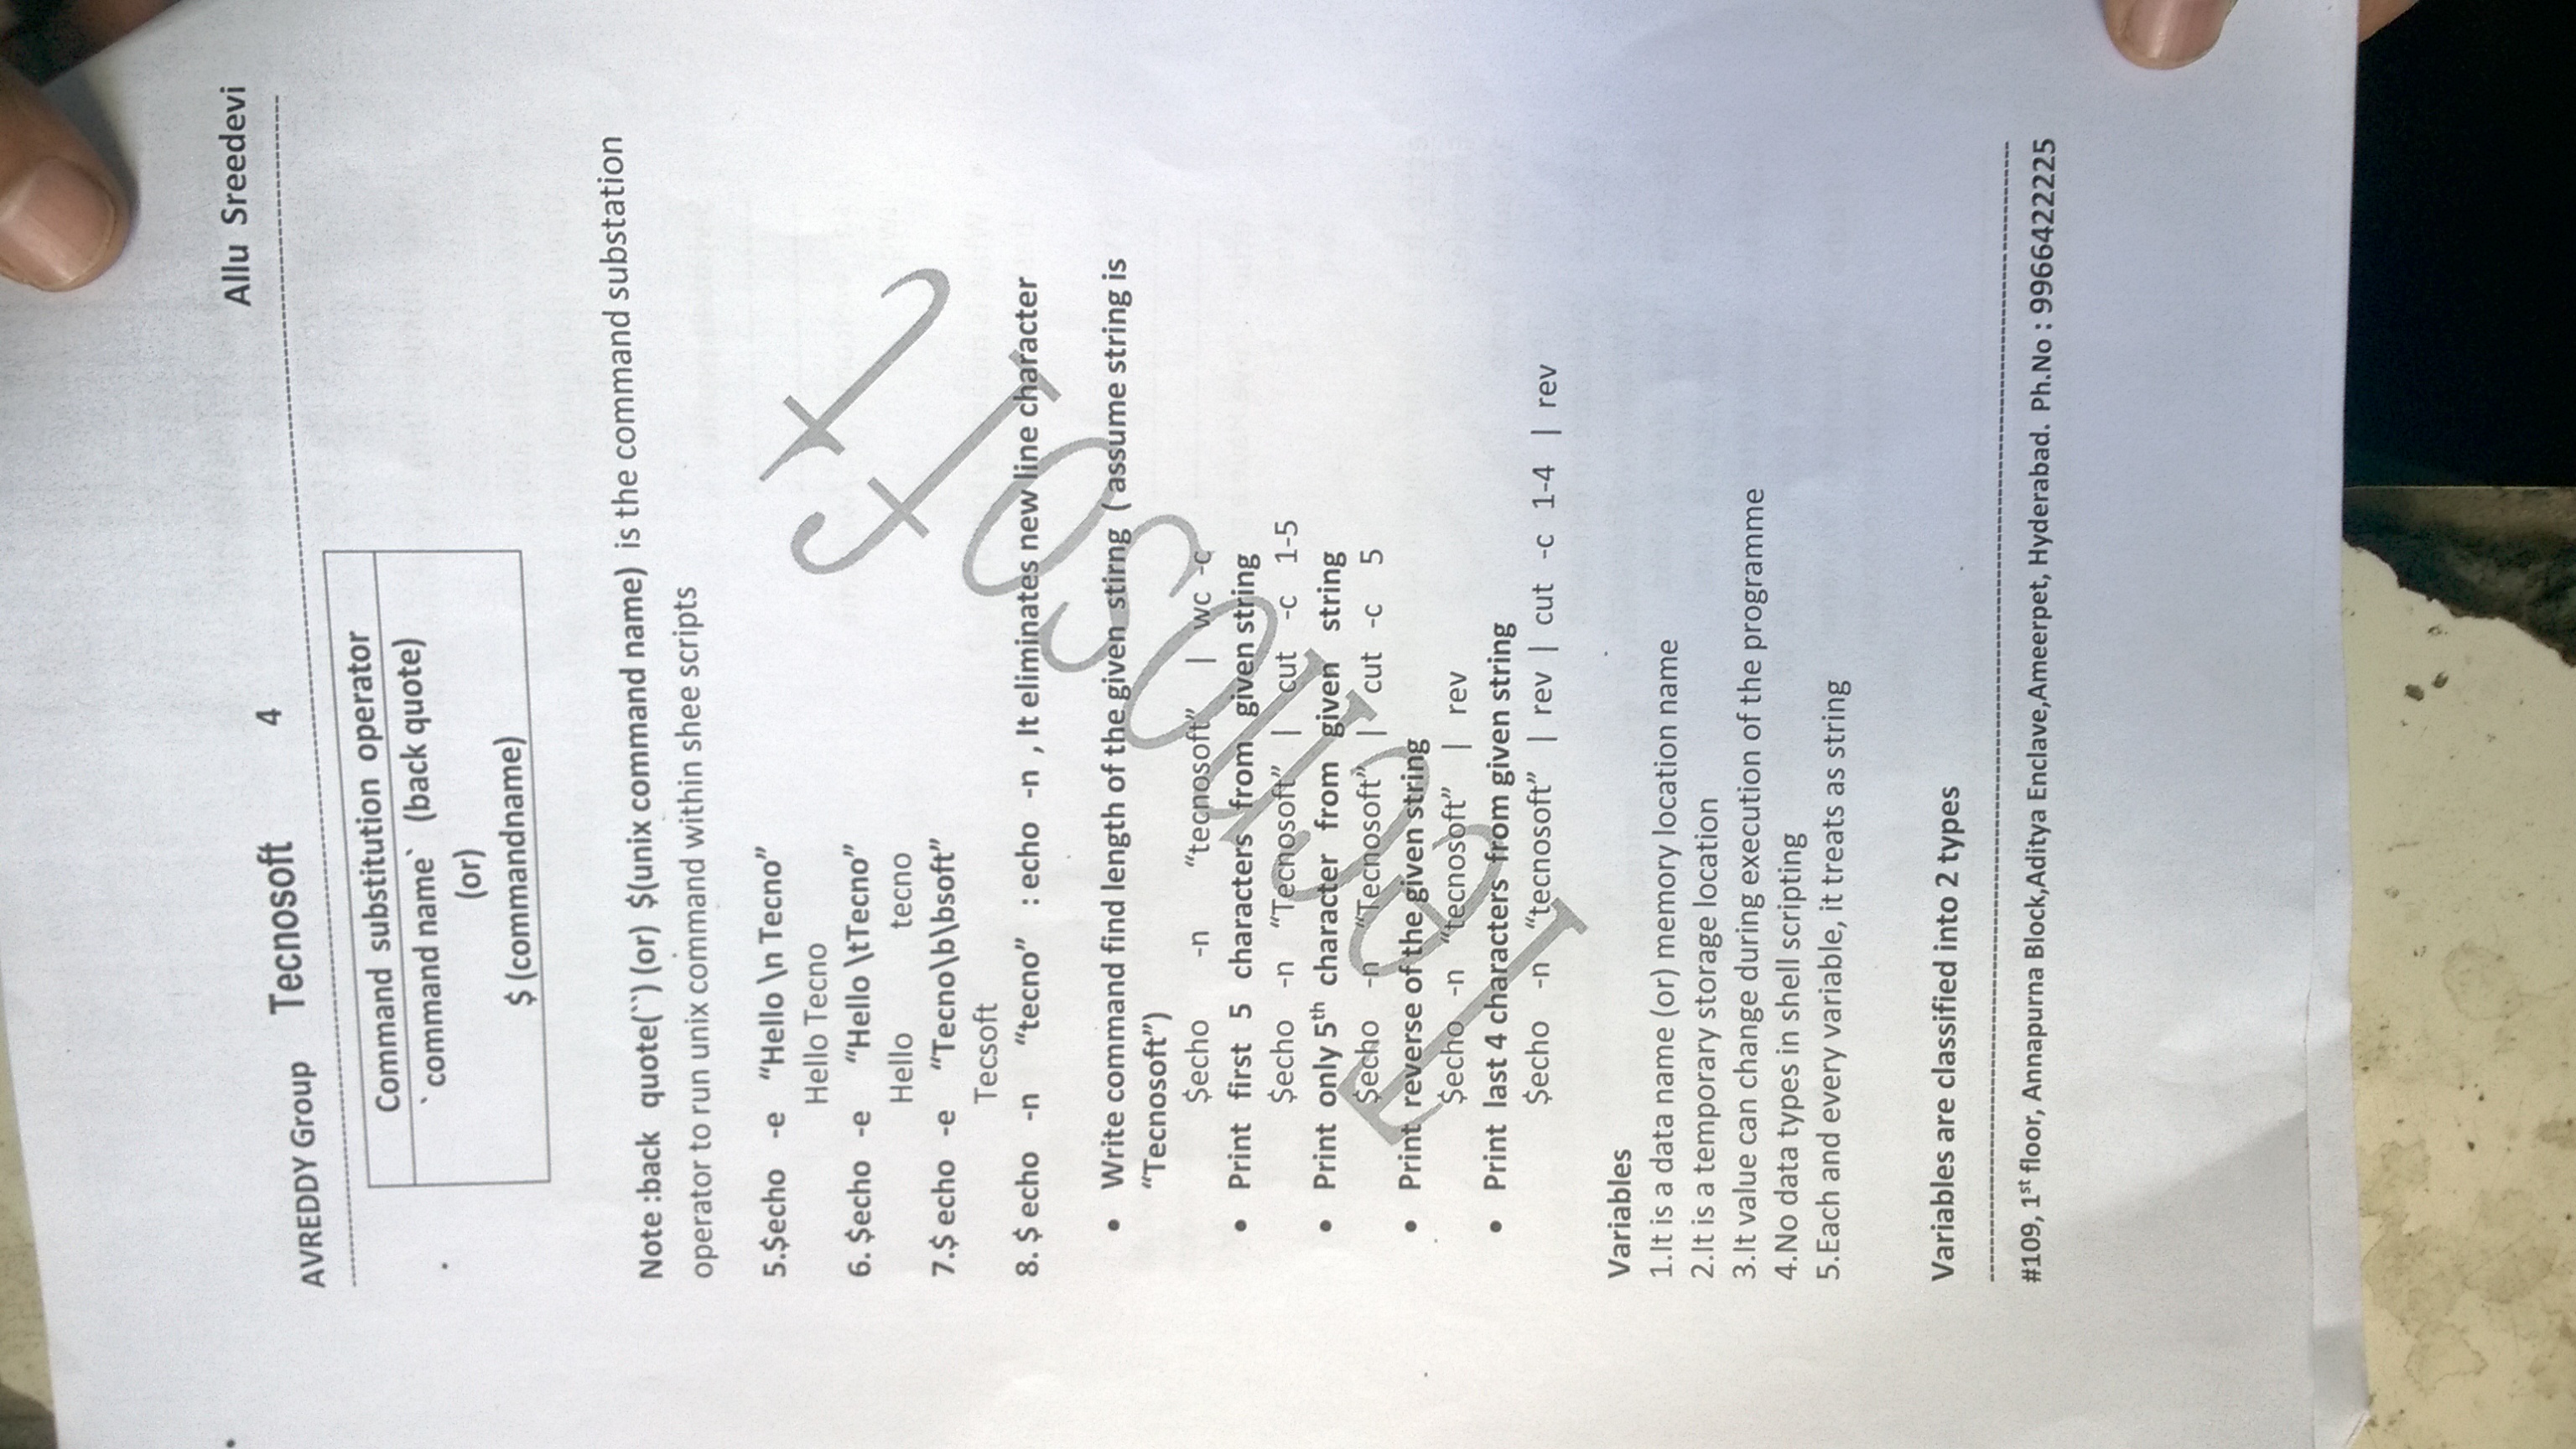 Allu Sreedevi
AVREDDY Group Tecnosoft 4
Command substitution operator
`command name` (back quote)
(or)
$ (commandname)
Note :back quote(``) (or) $(unix command name) is the command substation
operator to run unix command within shee scripts
5.$echo -e “Hello \n Tecno”
Hello Tecno
6. $echo -e “Hello \tTecno”
Hello tecno
7.$ echo -e “Tecno\b\bsoft”
Tecsoft
8. $ echo -n “tecno” : echo -n , It eliminates new line character
• Write command find length of the given stirng ( assume string is
“Tecnosoft”)
$echo -n “tecnosoft” | wc -c
• Print first 5 characters from given string
$echo -n “Tecnosoft” | cut -c 1-5
• Print only 5th character from given string
$echo -n “Tecnosoft” | cut -c 5
• Print reverse of the given string
$echo -n “tecnosoft” | rev
• Print last 4 characters from given string
$echo -n “tecnosoft” | rev | cut -c 1-4 | rev
Tecnosoft
Variables
1.It is a data name (or) memory location name
2.It is a temporary storage location
3.It value can change during execution of the programme
4.No data types in shell scripting
5.Each and every variable, it treats as string
Variables are classified into 2 types
#109, 1st floor, Annapurna Block,Aditya Enclave,Ameerpet, Hyderabad. Ph.No : 9966422225